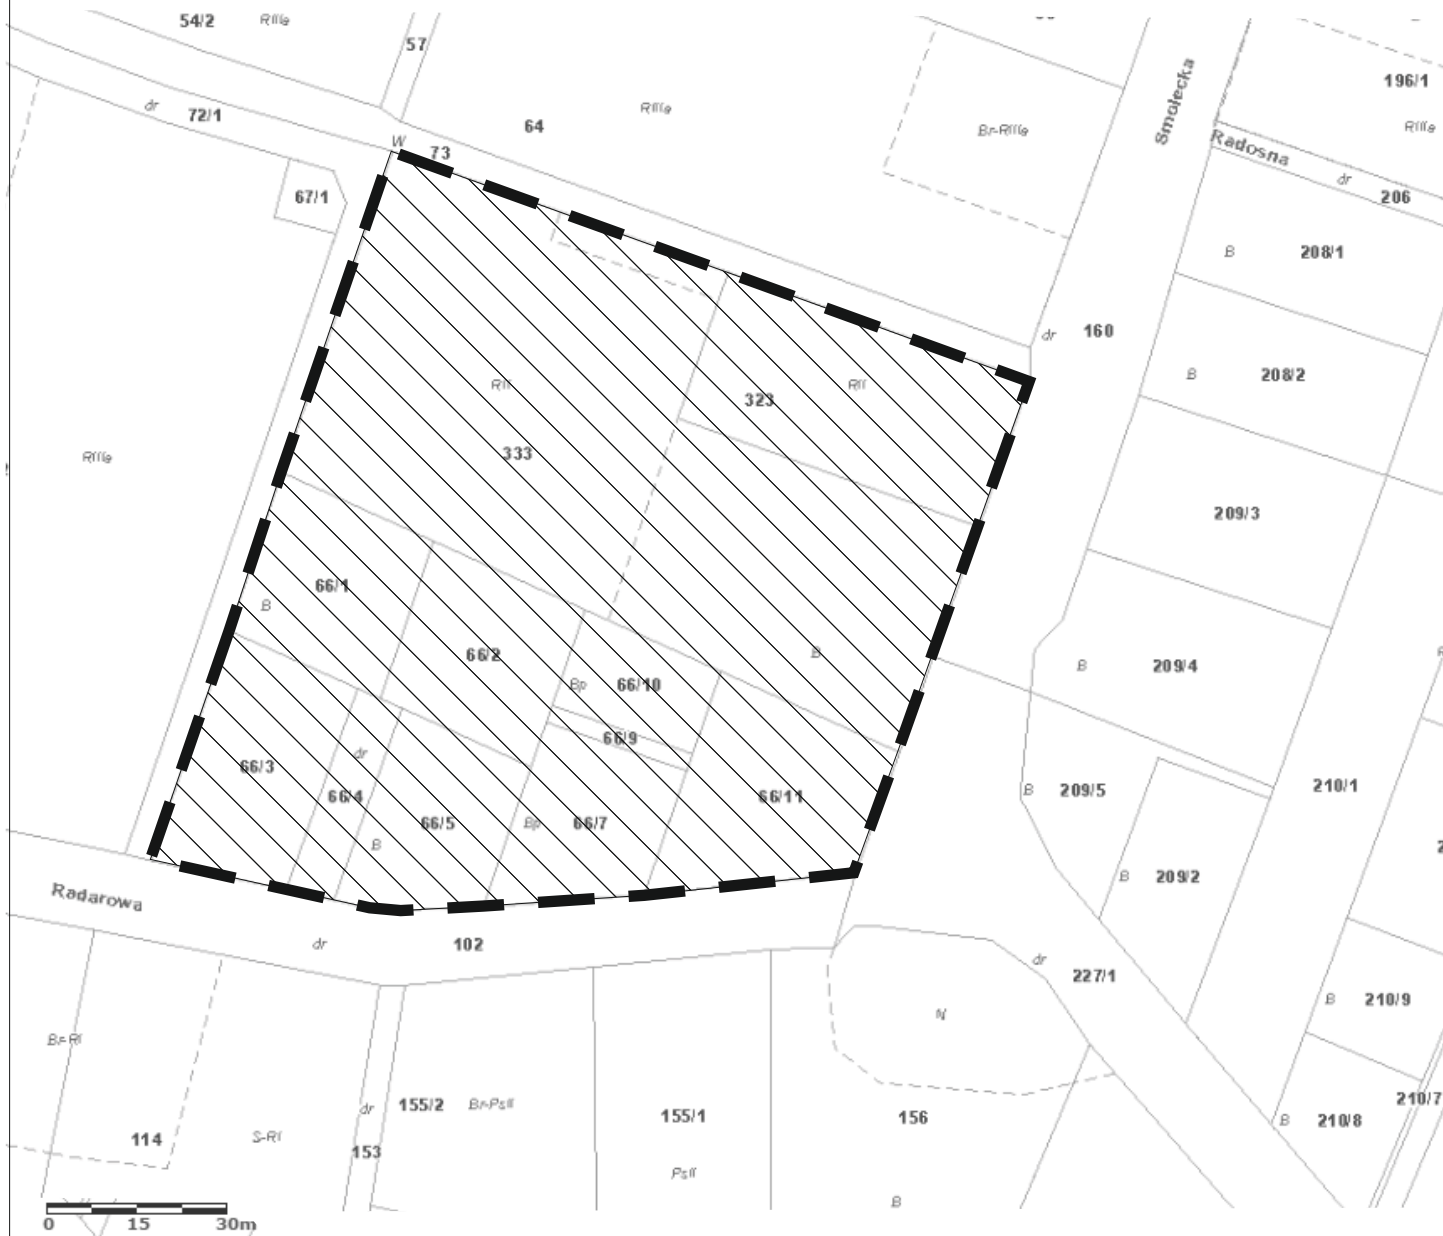 54/2
RIIIa
57
dr
72/1
64
RIIIa
W
73
67/1
Br-RIIIa
Smolecka
196/1
RIIIa
Radosna
dr
206
B
208/1
dr
160
B
208/2
RII
323
RII
333
RIIIa
209/3
66/1
B
66/2
Bp
66/10
B
B
209/4
66/9
66/3
dr
66/4
66/5
B
Bp
66/7
66/11
B
209/5
210/1
B
209/2
Radarowa
dr
102
dr
227/1
B
210/9
N
Br-RI
114
S-RI
dr
153
155/2
Br-PsII
155/1
PsII
156
B
B
210/8
210/7
0 15 30m